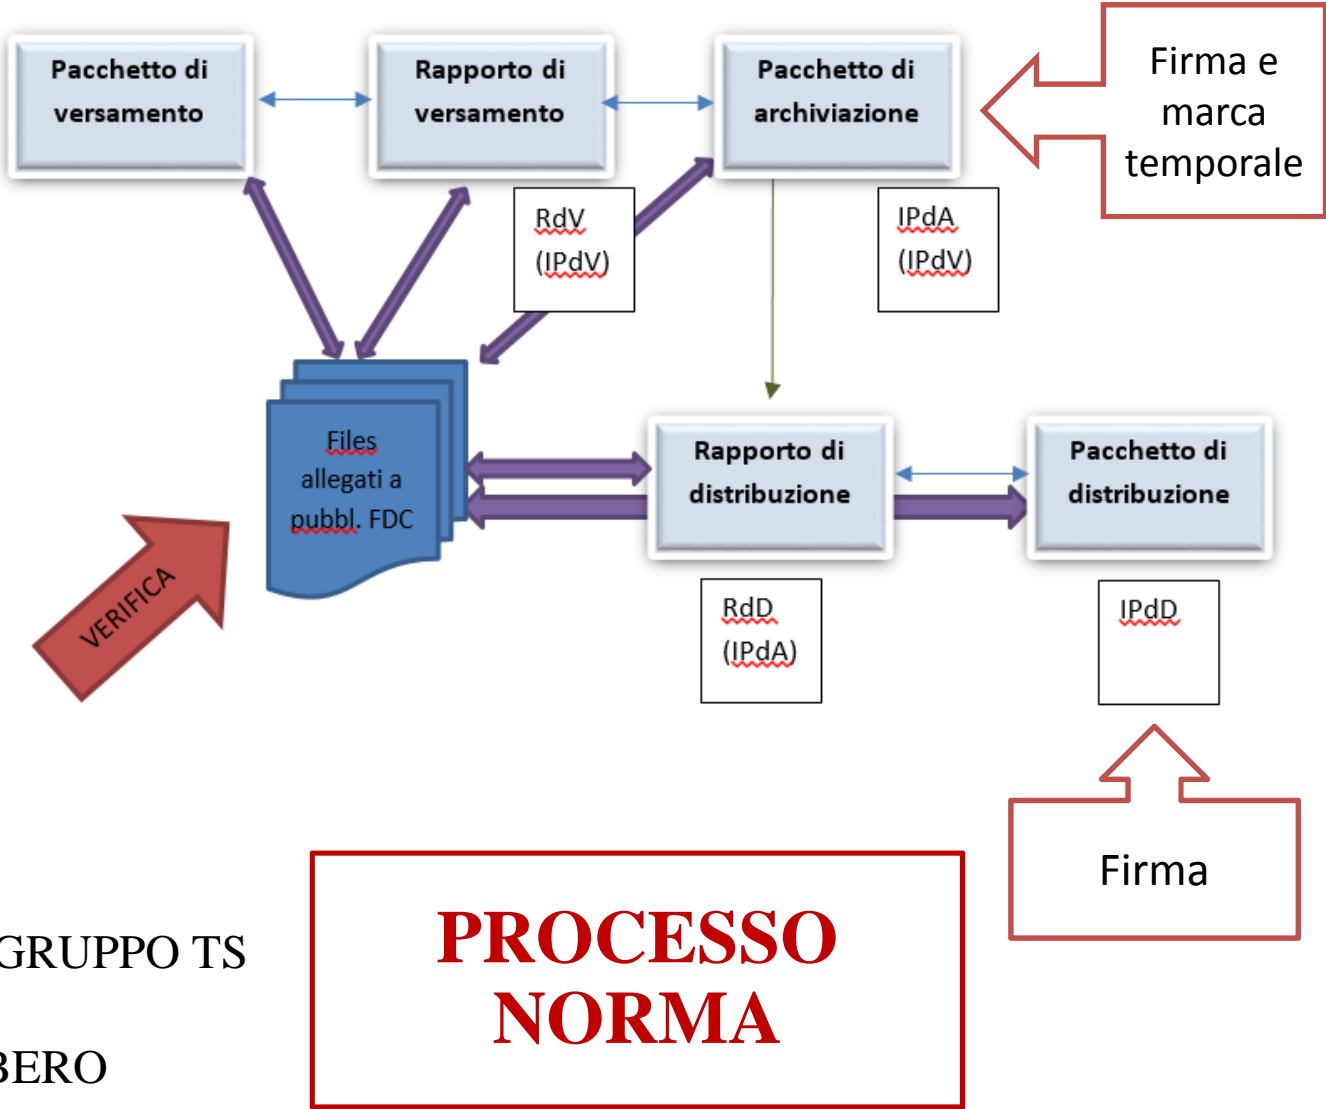 Pacchetto di
versamento
Rapporto di
versamento
Pacchetto di
archiviazione
Firma e
marca
temporale
RdV
(IPdV)
IPdA
(IPdV)
Files
allegati a
pubbl. FDC
Rapporto di
distribuzione
Pacchetto di
distribuzione
VERIFICA
RdD
(IPdA)
IPdD
Firma
GRUPPO TS
PROCESSO
NORMA
BERO